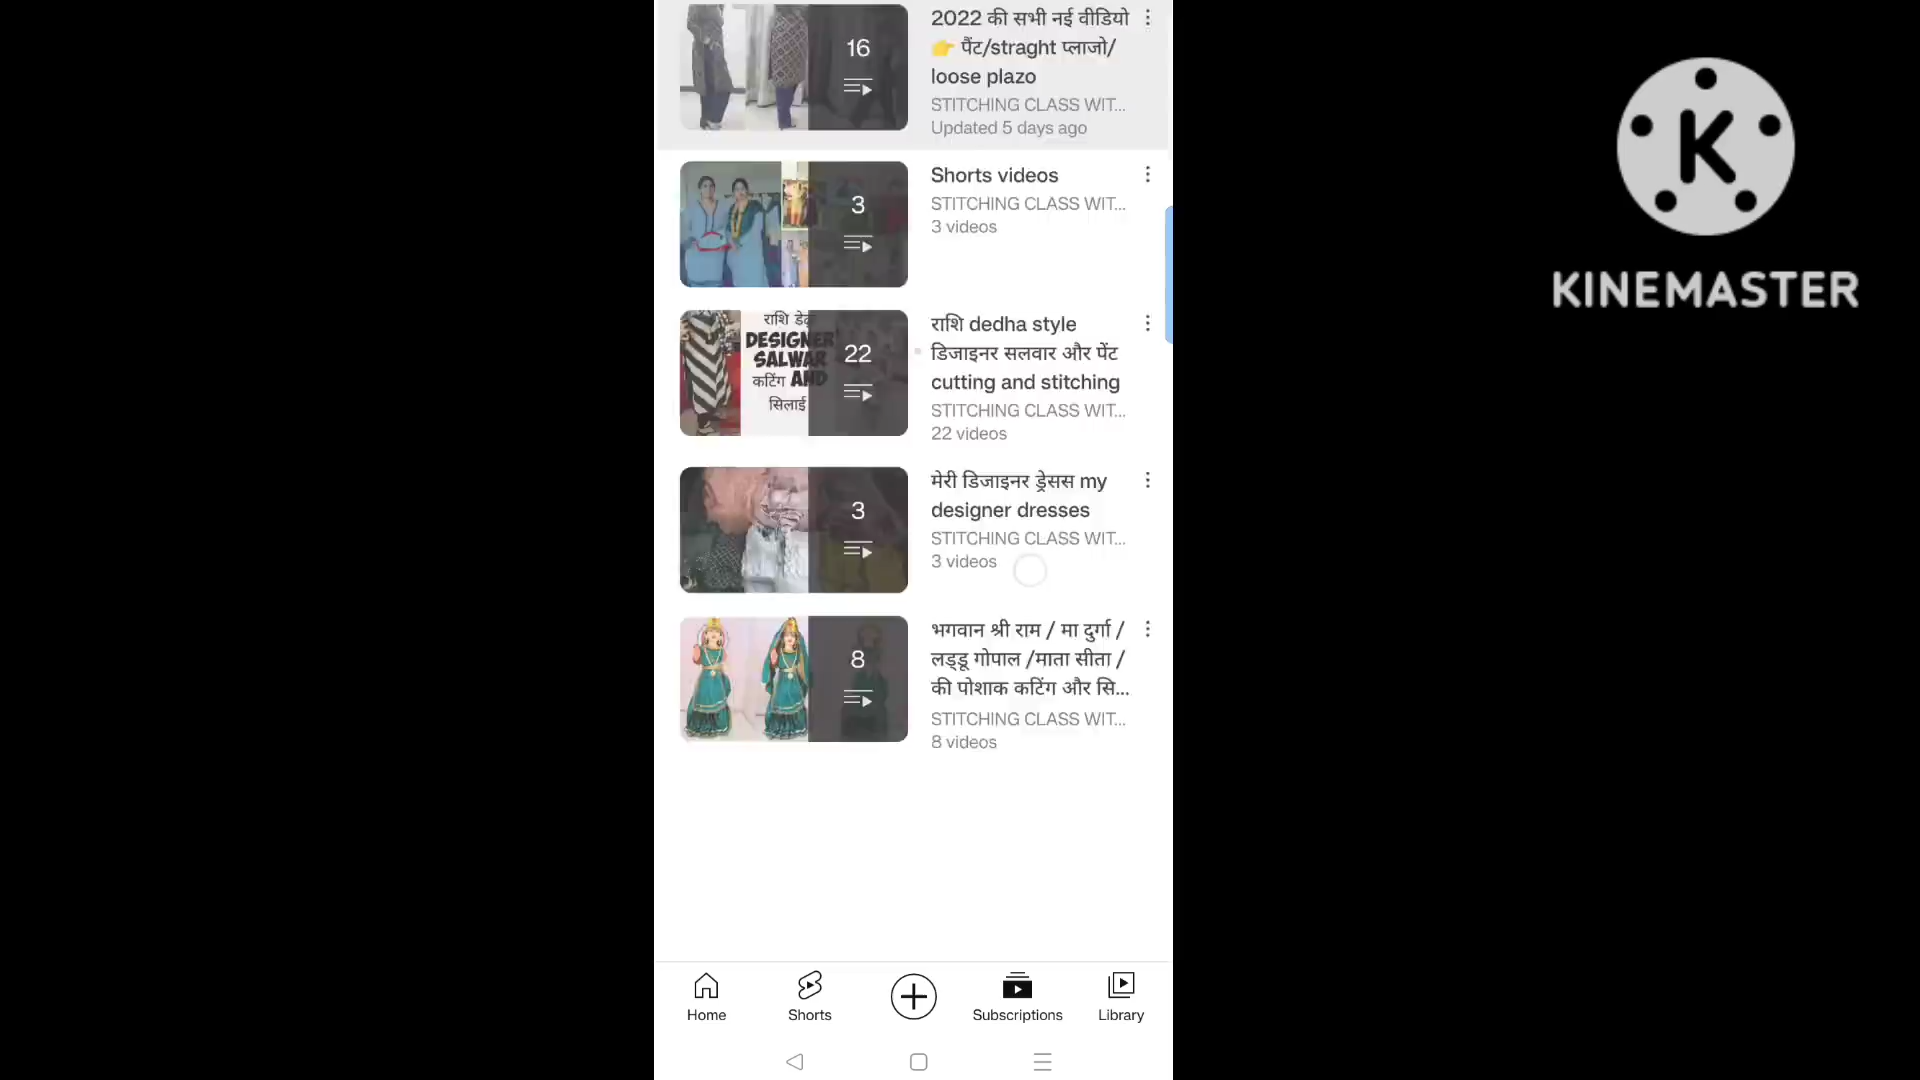 2022 की सभी नई वीडियो
👉 पैंट/straght प्लाजो/
loose plazo
STITCHING CLASS WIT...
Updated 5 days ago
16
Shorts videos
STITCHING CLASS WIT...
3 videos
3
राशि dedha style
डिजाइनर सलवार और पेंट
cutting and stitching
STITCHING CLASS WIT...
22 videos
राशि
DESIGNER
SALWAR
कटिंग AND
सिलाई
22
मेरी डिजाइनर ड्रेसस my
designer dresses
STITCHING CLASS WIT...
3 videos
3
भगवान श्री राम / मा दुर्गा /
लड्डू गोपाल /माता सीता /
की पोशाक कटिंग और सि...
STITCHING CLASS WIT...
8 videos
8
Home
Shorts
Subscriptions
Library
K
KINEMASTER